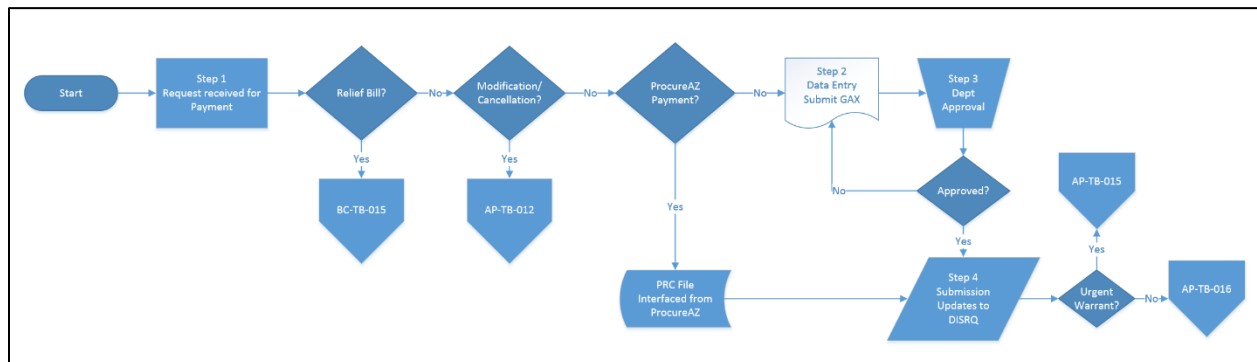 Start
Step 1
Request received for
Payment
Relief Bill?
No
Modification/
Cancellation?
No
ProcureAZ
Payment?
No
Step 2
Data Entry
Submit GAX
Step 3
Dept
Approval
Yes
BC-TB-015
Yes
AP-TB-012
Yes
No
Approved?
AP-TB-015
Yes
Yes
PRC File
Interfaced from
ProcureAZ
Step 4
Submission
Updates to
DISRQ
Urgent
Warrant?
No
AP-TB-016